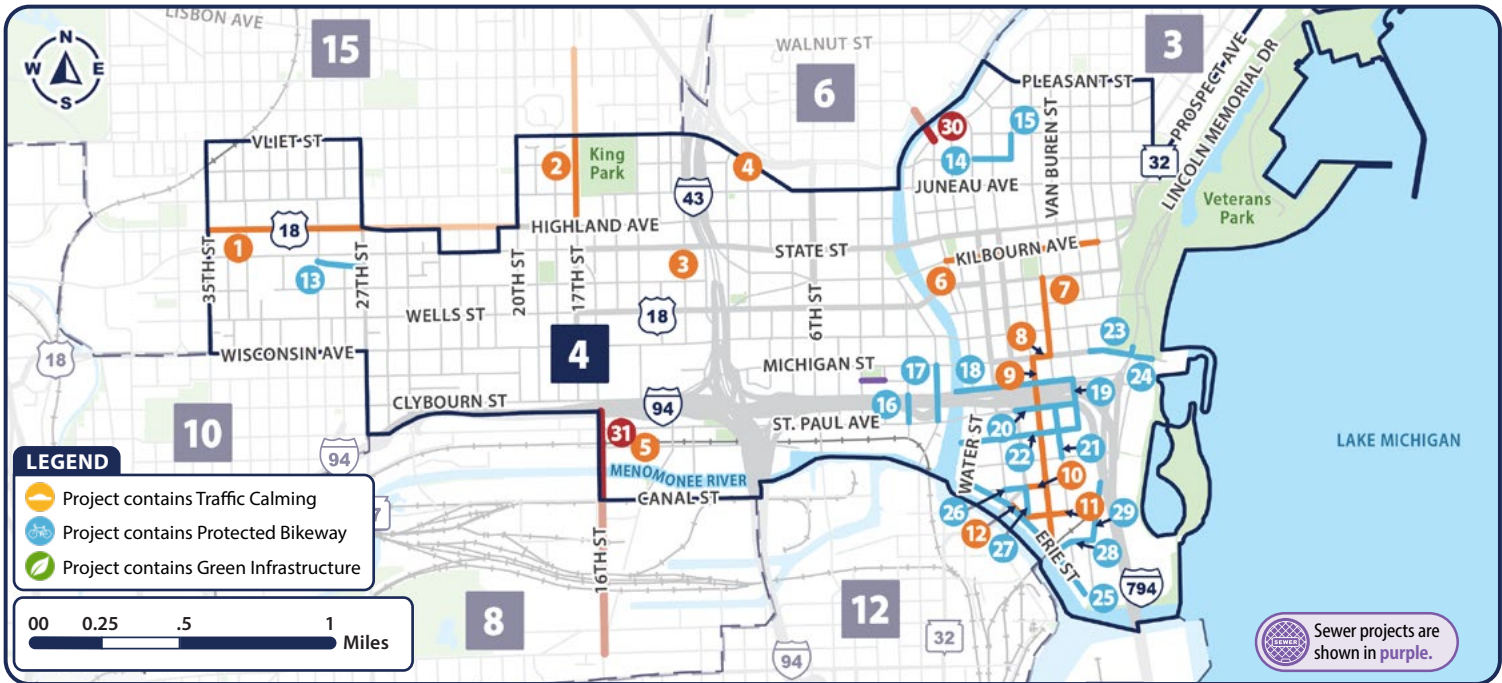 LISBON AVE
N
W E
S
15
WALNUT ST
6
3
PROSPECT AVE
LINCOLN MEMORIAL DR
PLEASANT ST
VAN BUREN ST
30
15
14
32
VLIET ST
2
King
Park
4
43
JUNEAU AVE
Veterans
Park
18
HIGHLAND AVE
1
35TH ST
13
27TH ST
20TH ST
17TH ST
3
STATE ST
KILBOURN AVE
6
7
WELLS ST
18
6TH ST
18
WISCONSIN AVE
4
MICHIGAN ST
8
23
17
18
9
24
CLYBOURN ST
94
16
19
ST. PAUL AVE
20
10
31
5
WATER ST
22
21
LAKE MICHIGAN
94
MENOMONEE RIVER
CANAL ST
10
26
11
29
12
27
28
ERIE ST
25
794
16TH ST
8
12
32
94
7
LEGEND
Project contains Traffic Calming
Project contains Protected Bikeway
Project contains Green Infrastructure
00 0.25 .5 1
Miles
SEWER
Sewer projects are
shown in purple.